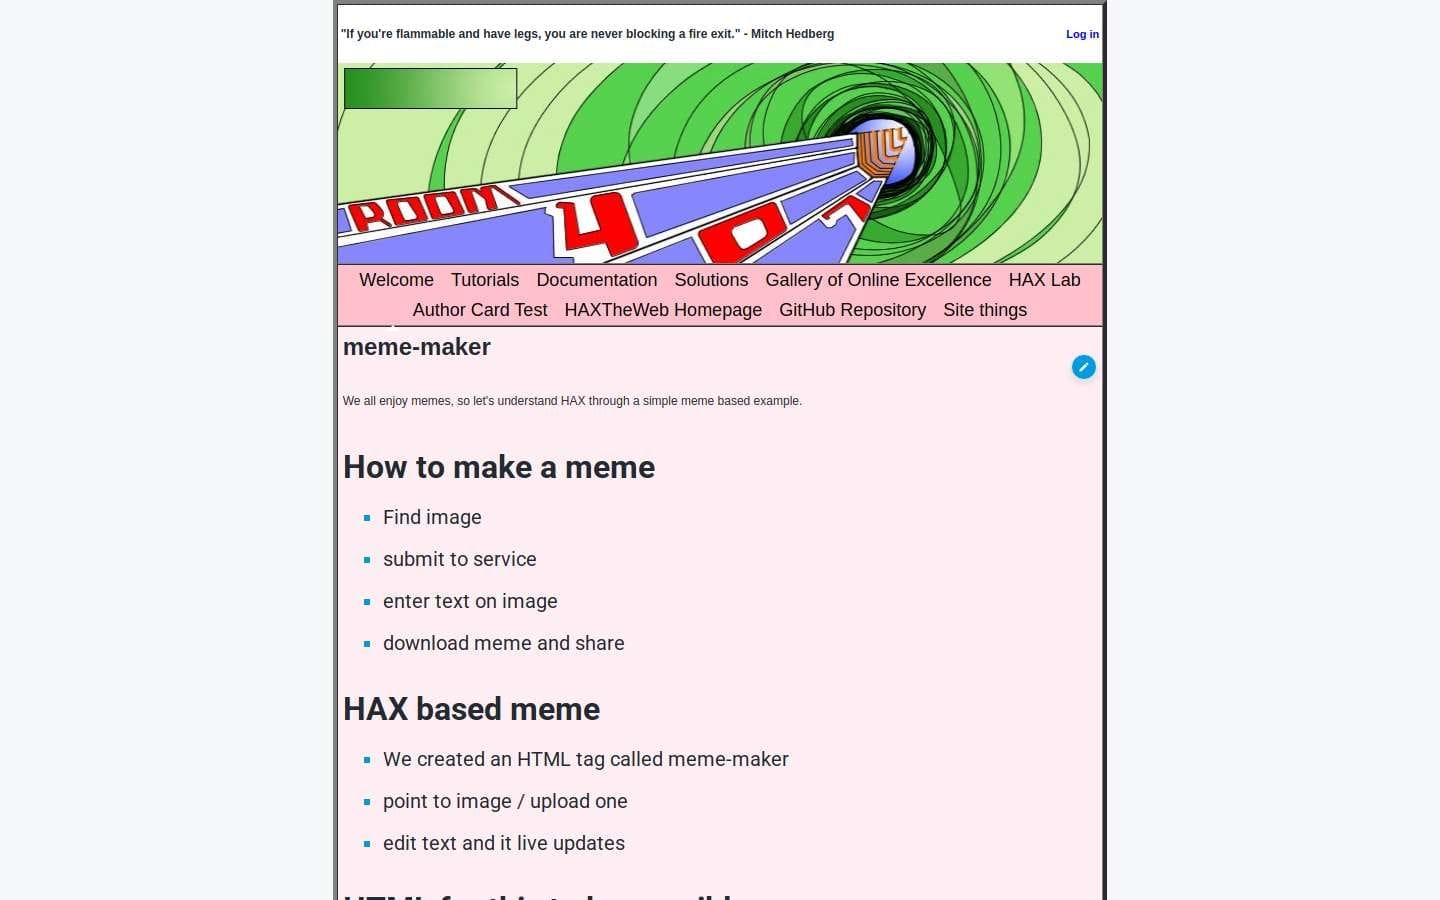 "If you're flammable and have legs, you are never blocking a fire exit." - Mitch Hedberg
Log in
ROOM
407
Welcome Tutorials Documentation Solutions Gallery of Online Excellence HAX Lab
Author Card Test HAXTheWeb Homepage GitHub Repository Site things
meme-maker
We all enjoy memes, so let's understand HAX through a simple meme based example.
How to make a meme
Find image
submit to service
enter text on image
download meme and share
HAX based meme
We created an HTML tag called meme-maker
point to image / upload one
edit text and it live updates